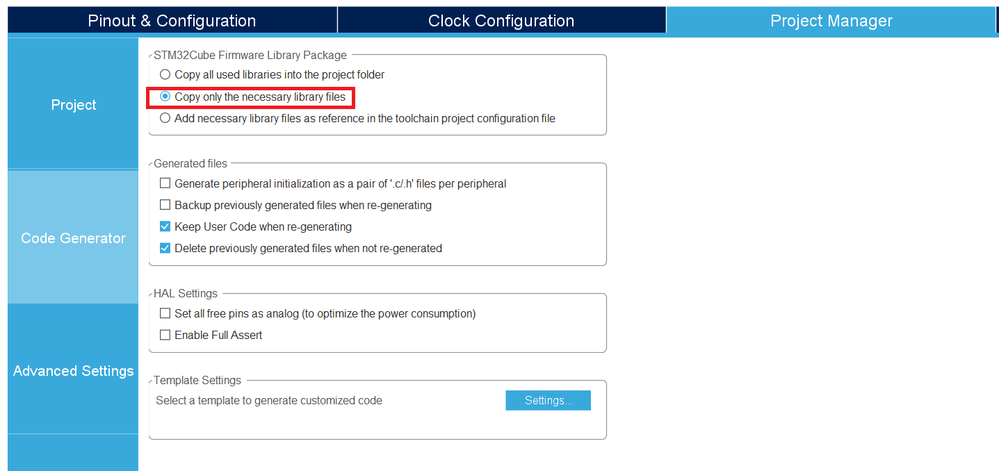 Pinout & Configuration
Clock Configuration
Project Manager
Project
Code Generator
Advanced Settings
STM32Cube Firmware Library Package
Copy all used libraries into the project folder
Copy only the necessary library files
Add necessary library files as reference in the toolchain project configuration file
Generated files
Generate peripheral initialization as a pair of '.c/.h' files per peripheral
Backup previously generated files when re-generating
Keep User Code when re-generating
Delete previously generated files when not re-generated
HAL Settings
Set all free pins as analog (to optimize the power consumption)
Enable Full Assert
Template Settings
Select a template to generate customized code
Settings...